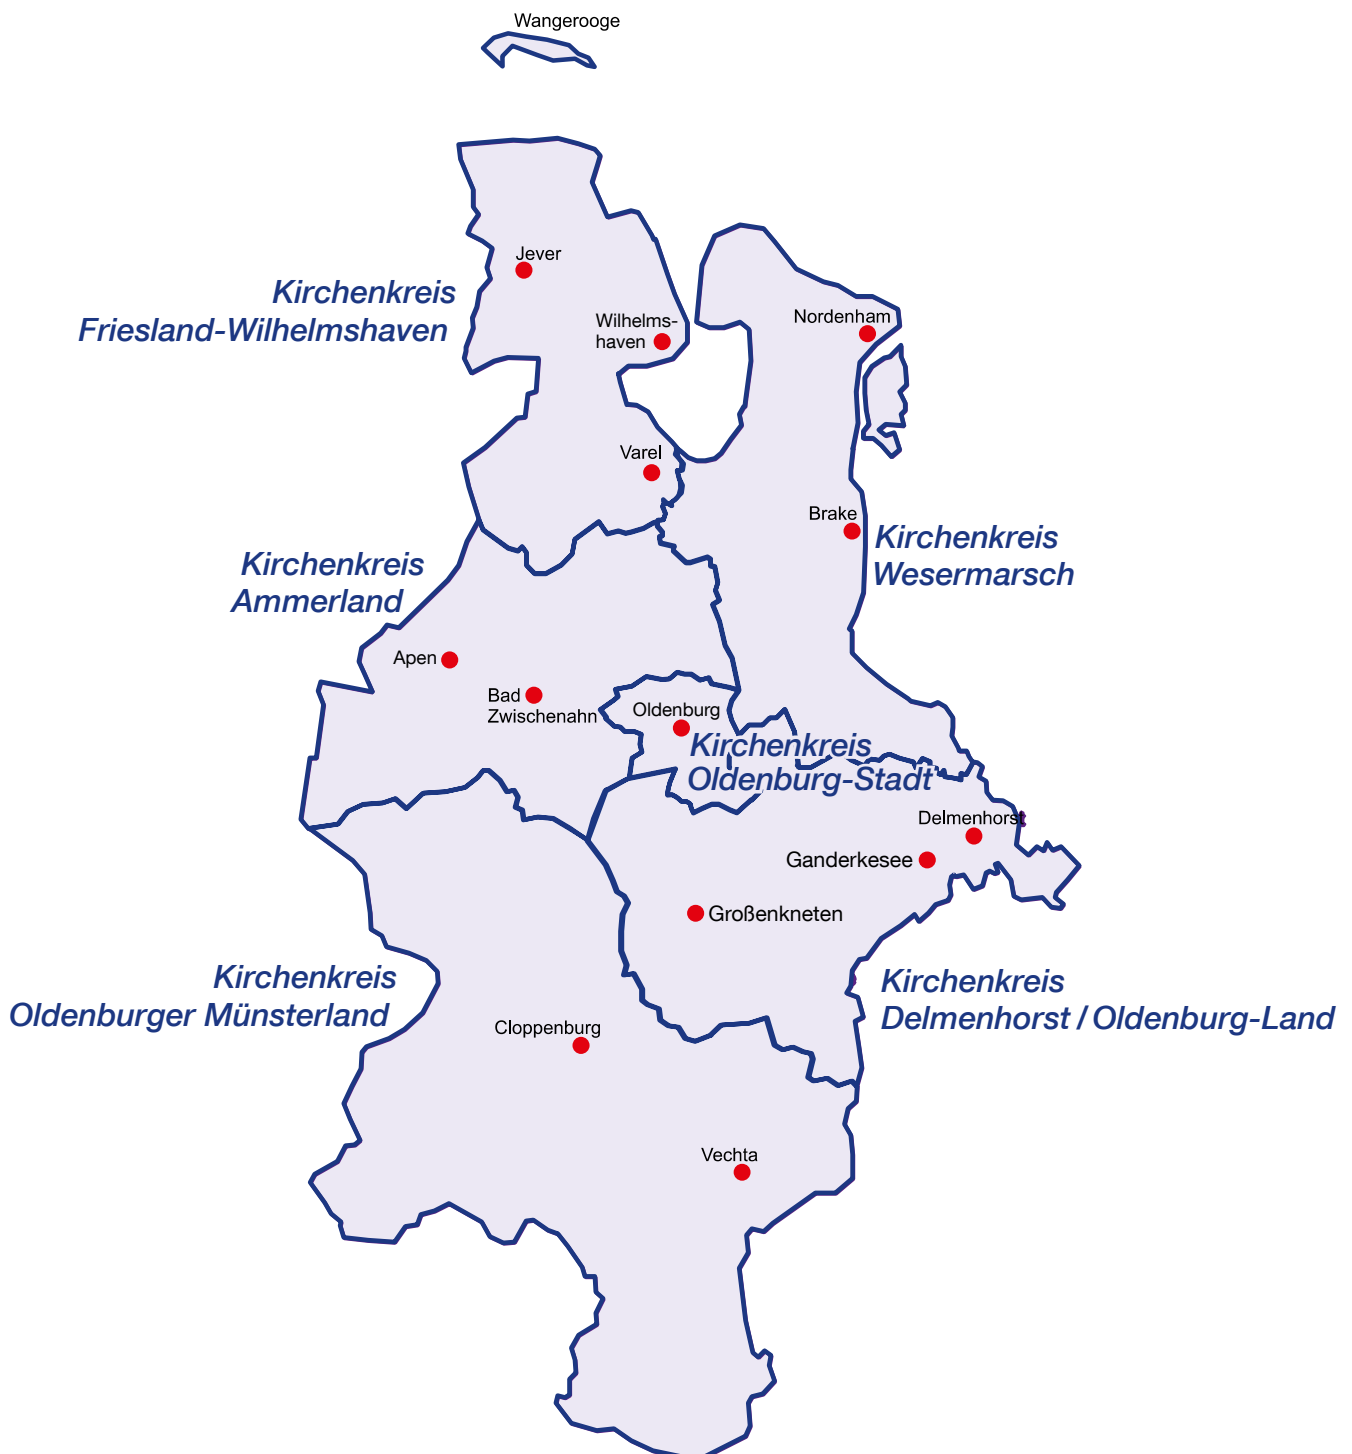 Wangerooge
Jever
Kirchenkreis
Friesland-Wilhelmshaven
Wilhelms-
haven
Nordenham
Varel
Brake
Kirchenkreis
Wesermarsch
Kirchenkreis
Ammerland
Apen
Bad
Zwischenahn
Oldenburg
Kirchenkreis
Oldenburg-Stadt
Delmenhorst
Ganderkesee
Großenkneten
Kirchenkreis
Oldenburger Münsterland
Kirchenkreis
Delmenhorst / Oldenburg-Land
Cloppenburg
Vechta